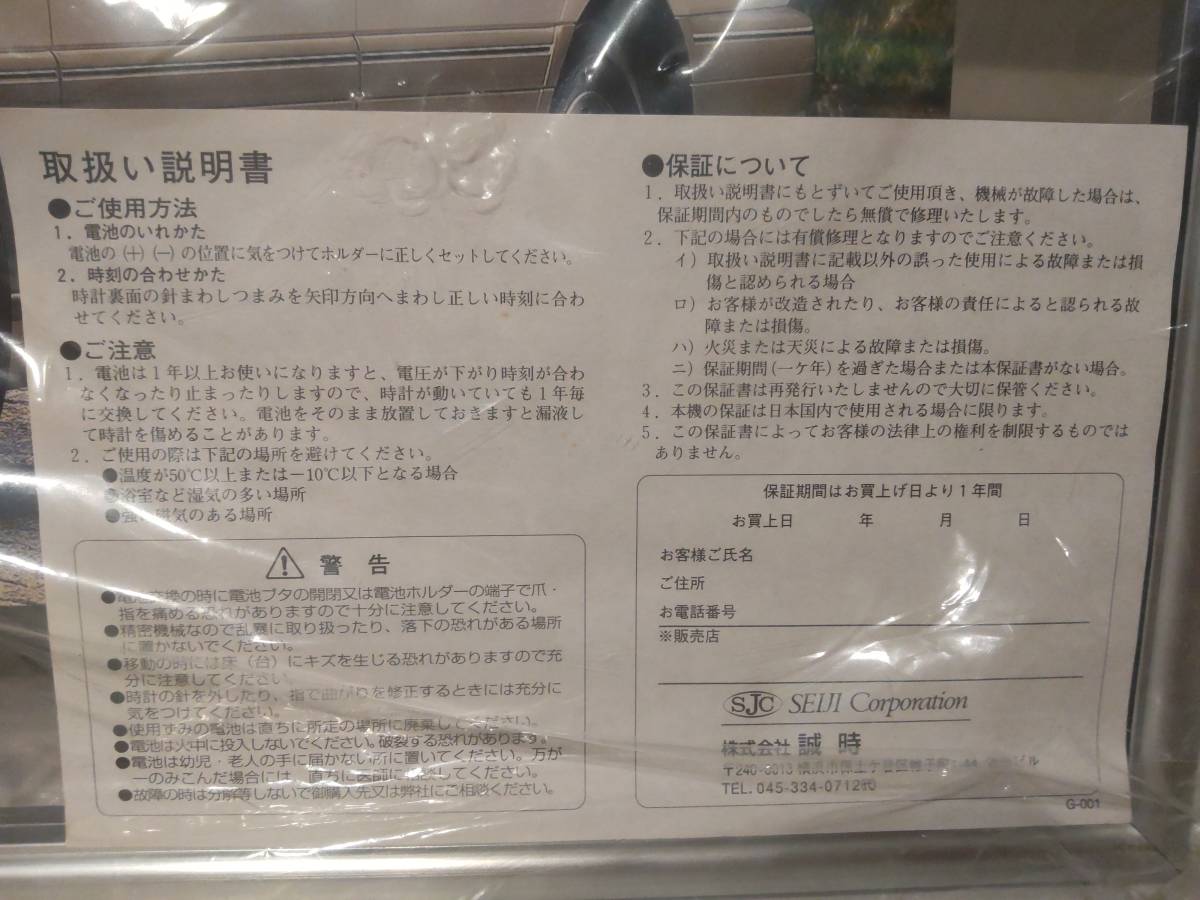 取扱い説明書
●ご使用方法
1．電池のいれかた
電池の (+) (−) の位置に気をつけてホルダーに正しくセットしてください。
2．時刻の合わせかた
時計裏面の針まわしつまみを矢印方向へまわし正しい時刻に合わ
せてください。
●ご注意
1．電池は1年以上お使いになりますと、電圧が下がり時刻が合わ
なくなったり止まったりしますので、時計が動いていても1年毎
に交換してください。電池をそのまま放置しておきますと漏液し
て時計を傷めることがあります。
2．ご使用の際は下記の場所を避けてください。
●温度が50℃以上または−10℃以下となる場合
●浴室など湿気の多い場所
●強い磁気のある場所
⚠ 警告
●電池交換の時に電池ブタの開閉又は電池ホルダーの端子で爪・
指を痛める恐れがありますので十分に注意してください。
●精密機械なので乱暴に取り扱ったり、落下の恐れがある場所
に置かないでください。
●移動の時には床（台）にキズを生じる恐れがありますので充
分に注意してください。
●時計の針を外したり、指で曲がりを修正するときには充分に
気をつけてください。
●使用ずみの電池は直ちに所定の場所に廃棄してください。
●電池は火中に投入しないでください。破裂する恐れがあります。
●電池は幼児・老人の手に届かない所に置いてください。万が
一のみこんだ場合には、直ちに医師に相談してください。
●故障の時は分解等しないで御購入先又は弊社にご相談ください。
●保証について
1．取扱い説明書にもとずいてご使用頂き、機械が故障した場合は、
保証期間内のものでしたら無償で修理いたします。
2．下記の場合には有償修理となりますのでご注意ください。
イ）取扱い説明書に記載以外の誤った使用による故障または損
傷と認められる場合
ロ）お客様が改造されたり、お客様の責任によると認られる故
障または損傷。
ハ）火災または天災による故障または損傷。
ニ）保証期間（一ケ年）を過ぎた場合または本保証書がない場合。
3．この保証書は再発行いたしませんので大切に保管ください。
4．本機の保証は日本国内で使用される場合に限ります。
5．この保証書によってお客様の法律上の権利を制限するものでは
ありません。
保証期間はお買上げ日より1年間
お買上日 年 月 日
お客様ご氏名
ご住所
お電話番号
※販売店
SJC SEIJI Corporation
株式会社 誠時
〒240-0013 横浜市保土ケ谷区
TEL. 045-334-0712代
G-001